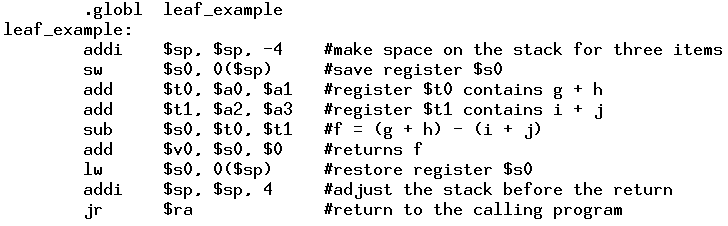 .globl leaf_example
leaf_example:
addi $sp, $sp, -4 #make space on the stack for three items
sw $s0, 0($sp) #save register $s0
add $t0, $a0, $a1 #register $t0 contains g + h
add $t1, $a2, $a3 #register $t1 contains i + j
sub $s0, $t0, $t1 #f = (g + h) - (i + j)
add $v0, $s0, $0 #returns f
lw $s0, 0($sp) #restore register $s0
addi $sp, $sp, 4 #adjust the stack before the return
jr $ra #return to the calling program